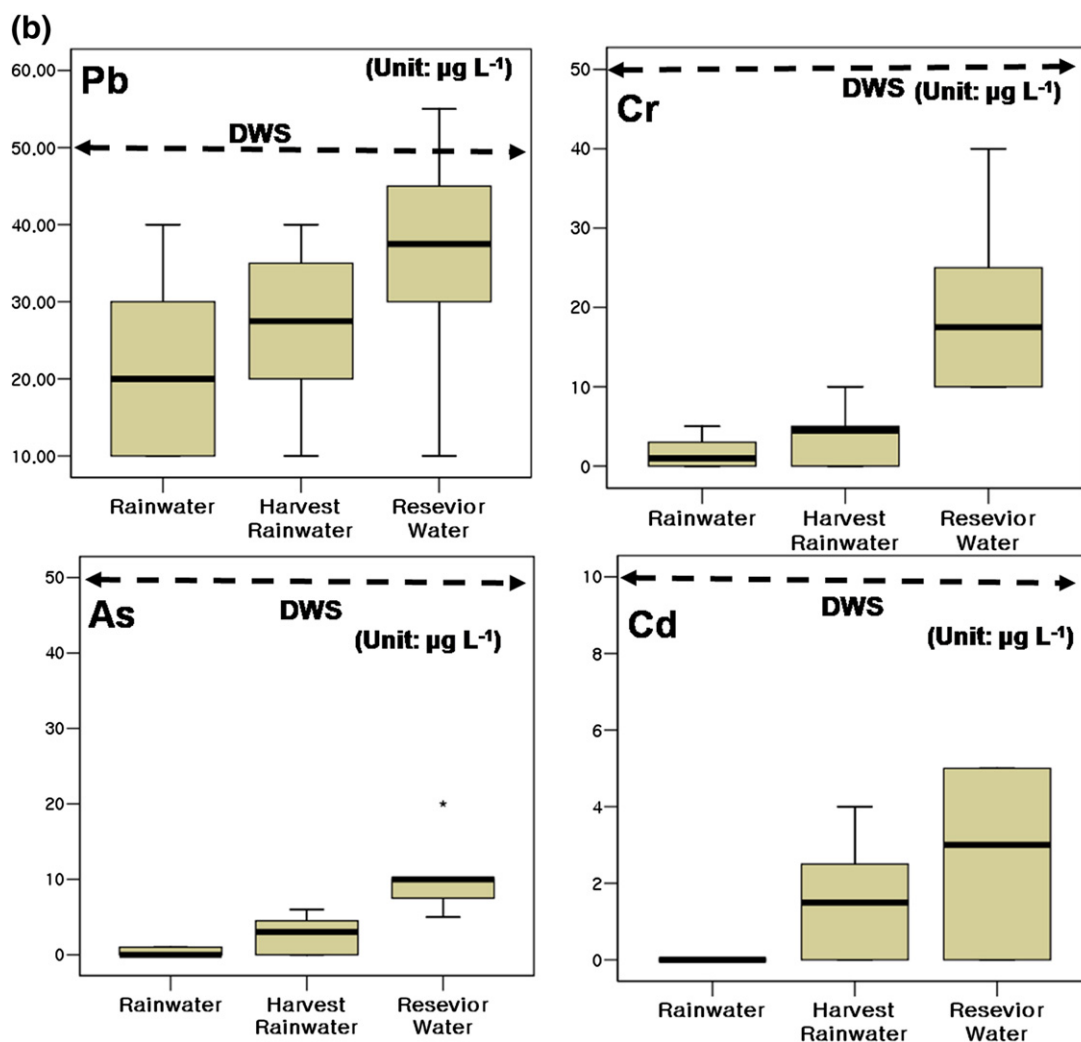 (b)
Pb
(Unit: µg L⁻¹)
DWS
60.00
50.00
40.00
30.00
20.00
10.00
Rainwater
Harvest
Rainwater
Resevior
Water
Cr
DWS
(Unit: µg L⁻¹)
50
40
30
20
10
0
Rainwater
Harvest
Rainwater
Resevior
Water
As
DWS
(Unit: µg L⁻¹)
50
40
30
20
10
0
*
Rainwater
Harvest
Rainwater
Resevior
Water
Cd
DWS
(Unit: µg L⁻¹)
10
8
6
4
2
0
Rainwater
Harvest
Rainwater
Resevior
Water